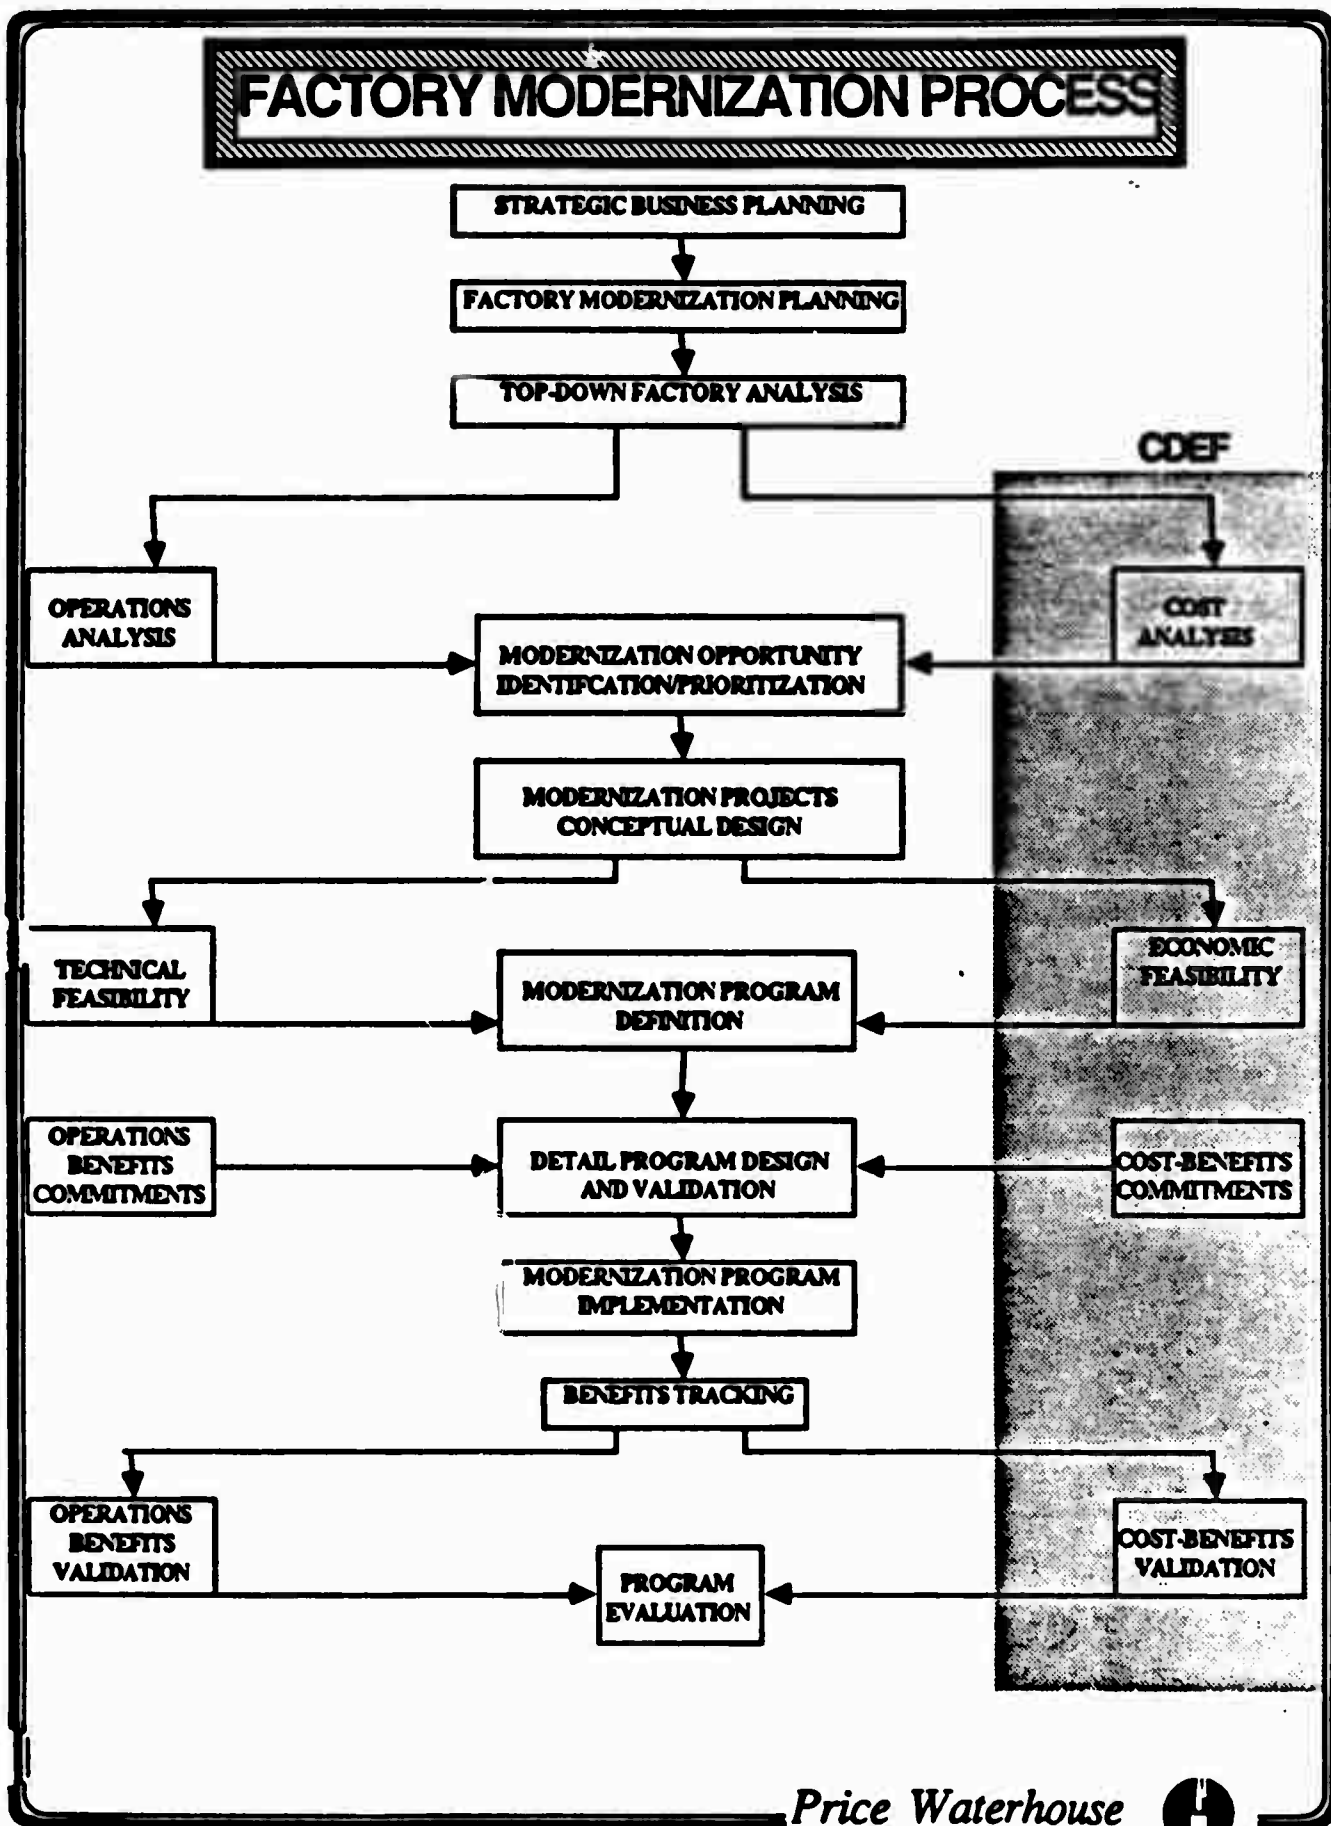 FACTORY MODERNIZATION PROCESS
STRATEGIC BUSINESS PLANNING
FACTORY MODERNIZATION PLANNING
TOP-DOWN FACTORY ANALYSIS
CDEF
OPERATIONS
ANALYSIS
COST
ANALYSIS
MODERNIZATION OPPORTUNITY
IDENTIFCATION/PRIORITIZATION
MODERNIZATION PROJECTS
CONCEPTUAL DESIGN
TECHNICAL
FEASIBILITY
MODERNIZATION PROGRAM
DEFINITION
ECONOMIC
FEASIBILITY
OPERATIONS
BENEFITS
COMMITMENTS
DETAIL PROGRAM DESIGN
AND VALIDATION
COST-BENEFITS
COMMITMENTS
MODERNIZATION PROGRAM
IMPLEMENTATION
BENEFITS TRACKING
OPERATIONS
BENEFITS
VALIDATION
PROGRAM
EVALUATION
COST-BENEFITS
VALIDATION
Price Waterhouse